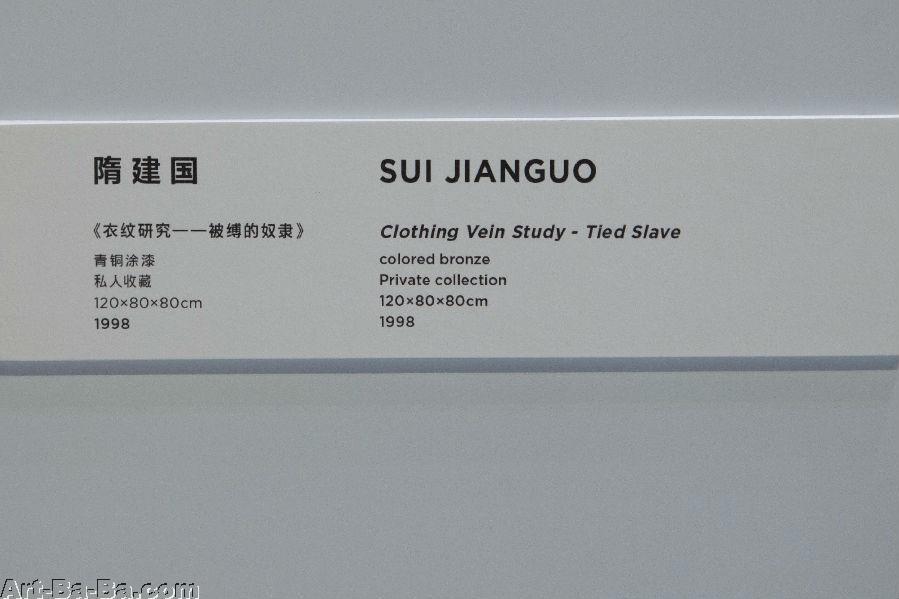 隋建国
《衣纹研究——被缚的奴隶》
青铜涂漆
私人收藏
120×80×80cm
1998
SUI JIANGUO
Clothing Vein Study - Tied Slave
colored bronze
Private collection
120×80×80cm
1998
Art-Ba-Ba.com